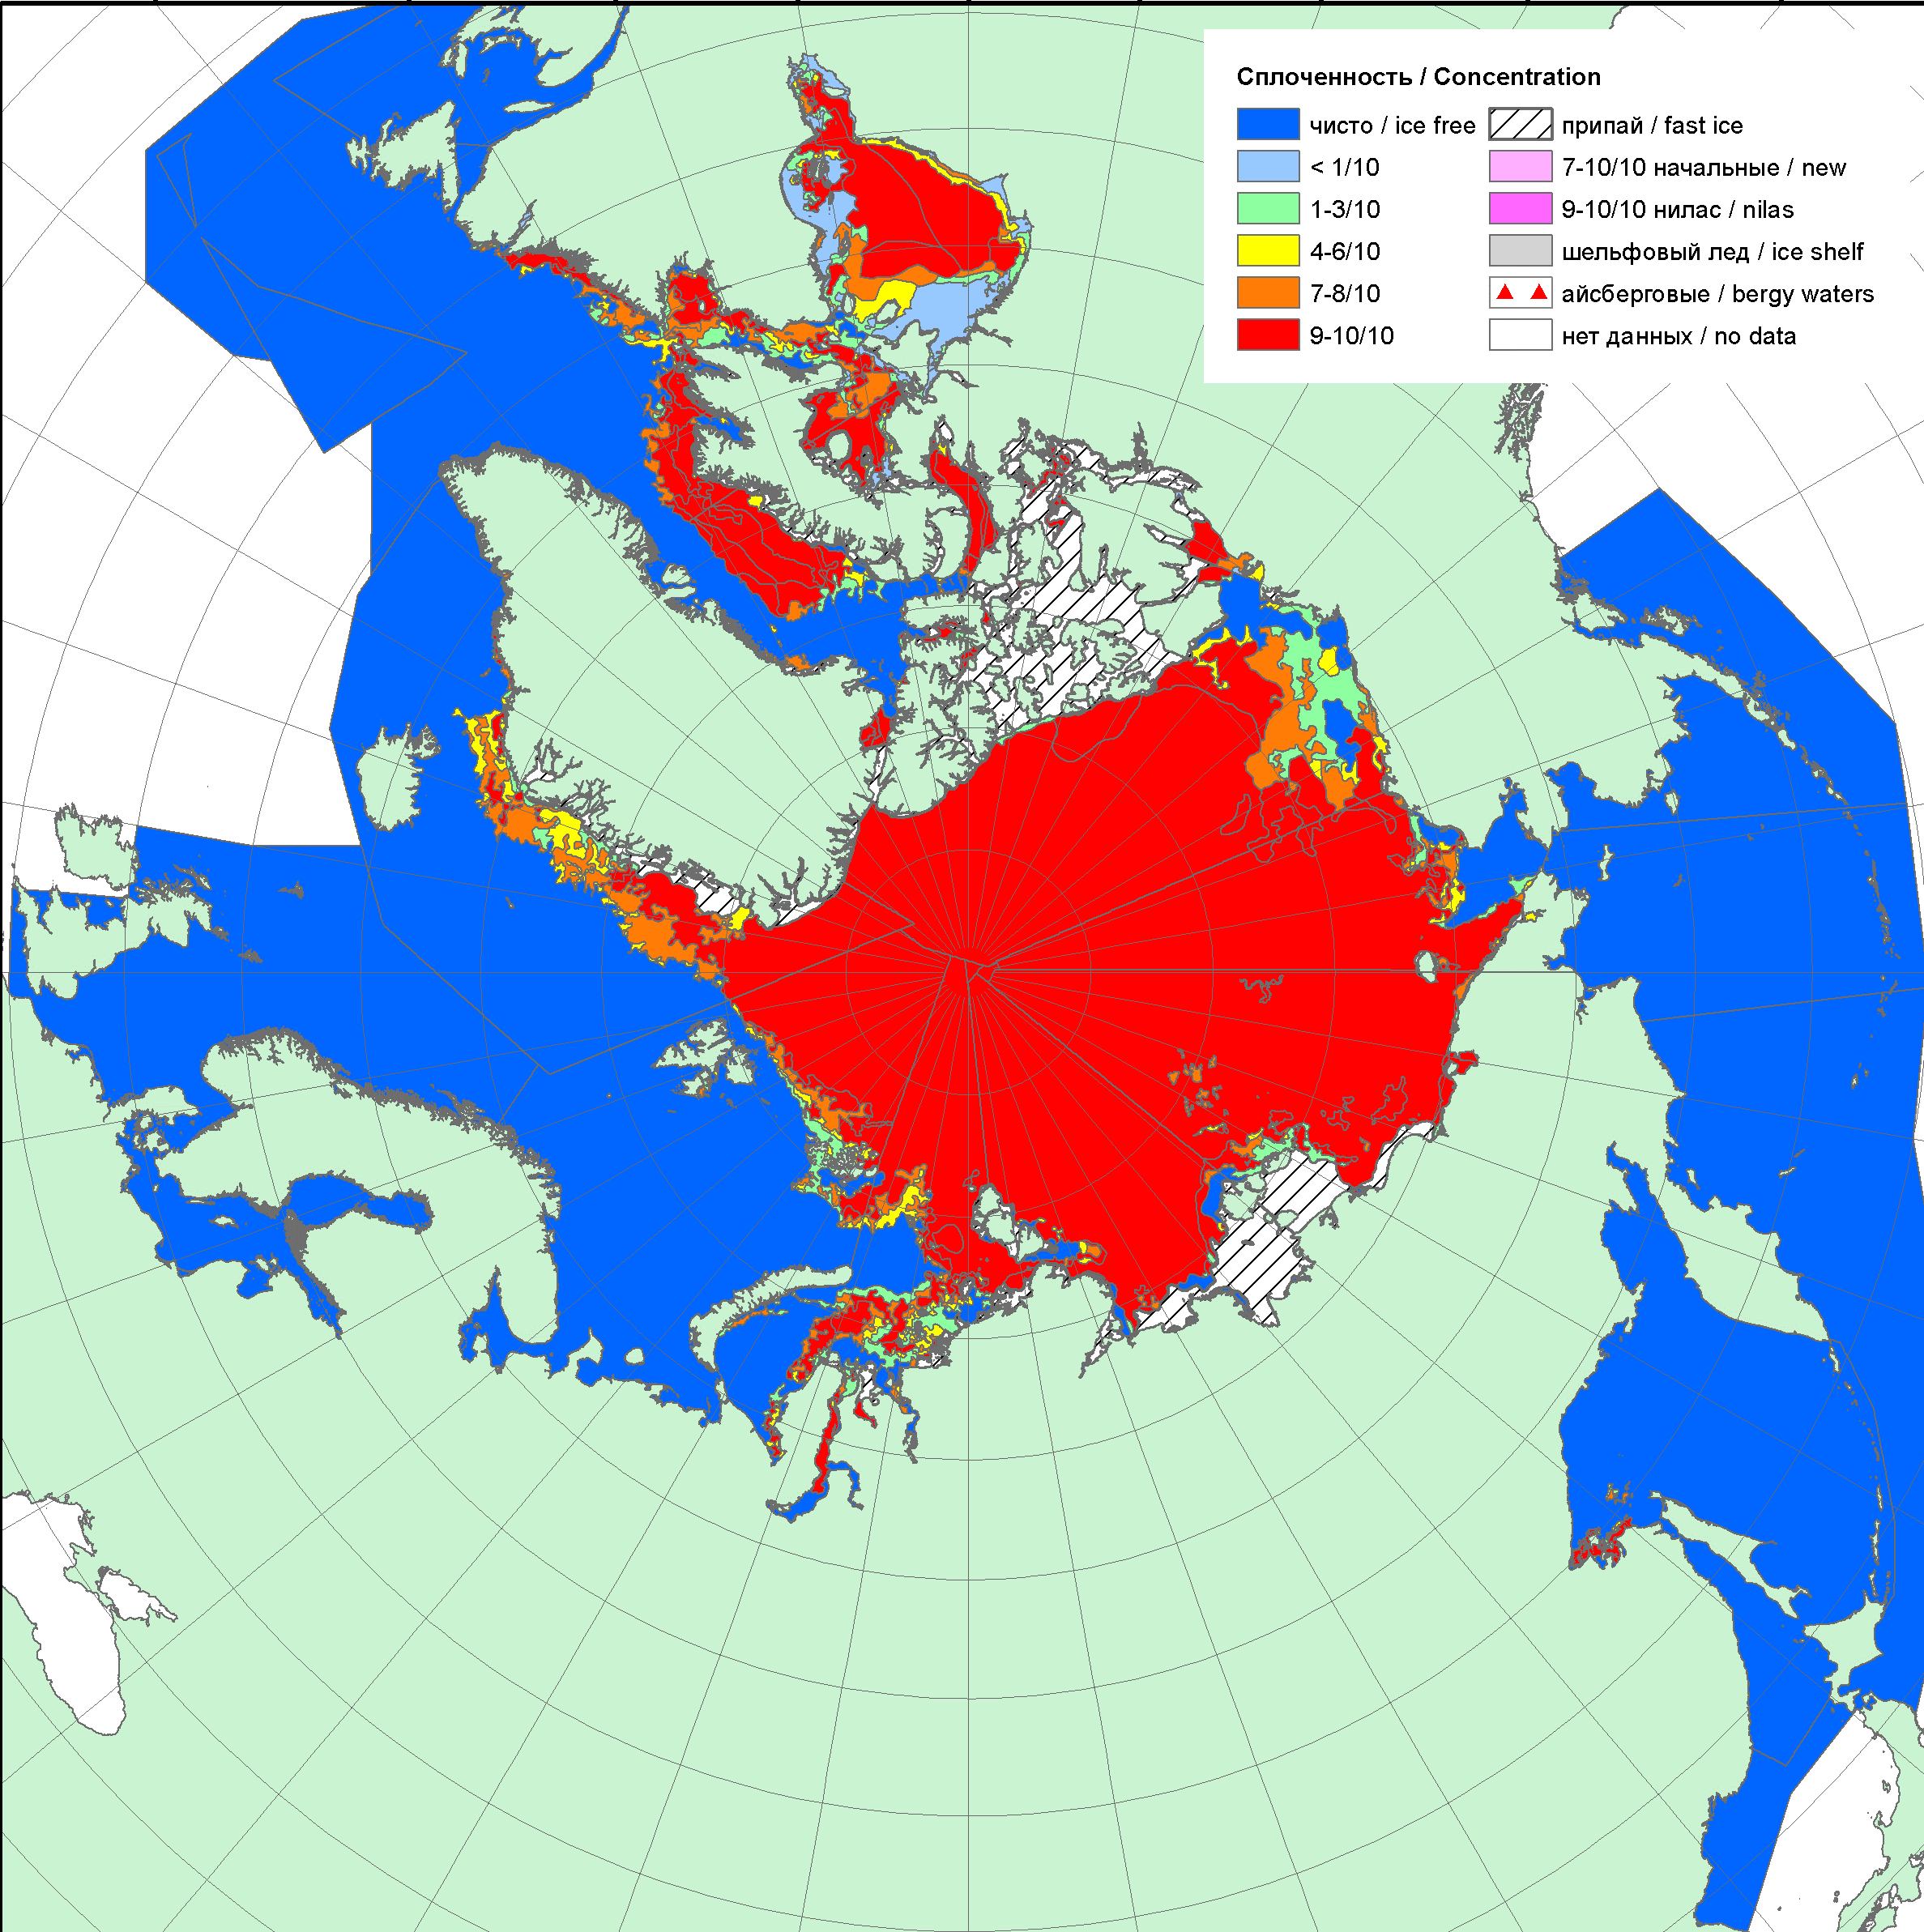 Сплоченность / Concentration
чисто / ice free
припай / fast ice
< 1/10
7-10/10 начальные / new
1-3/10
9-10/10 нилас / nilas
4-6/10
шельфовый лед / ice shelf
7-8/10
айсберговые / bergy waters
9-10/10
нет данных / no data